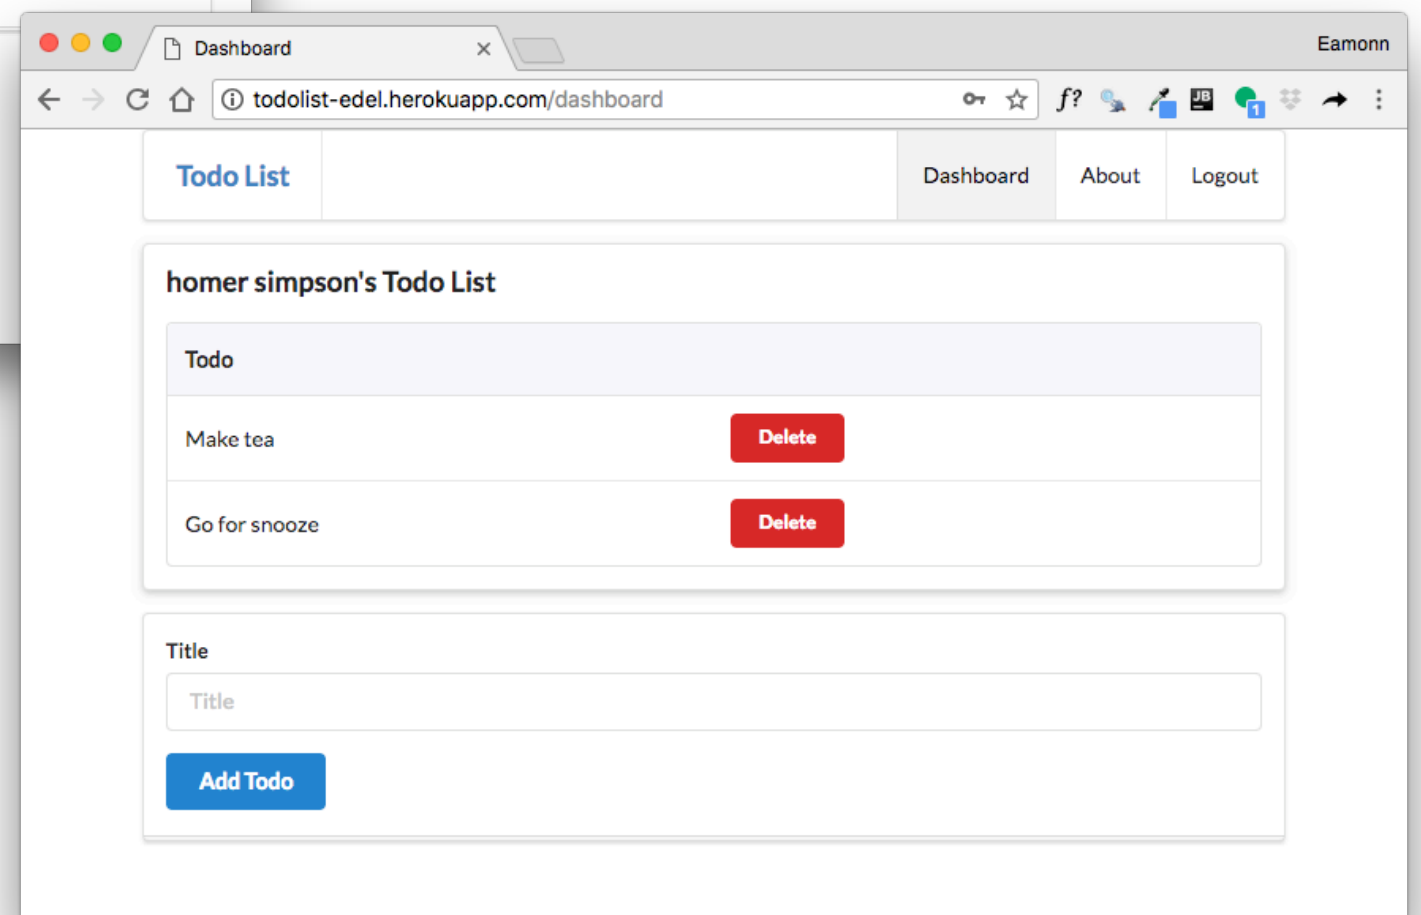 Dashboard
Eamonn
todolist-edel.herokuapp.com/dashboard
f?
JB
1
Todo List
Dashboard
About
Logout
homer simpson's Todo List
Todo
Make tea
Delete
Go for snooze
Delete
Title
Title
Add Todo